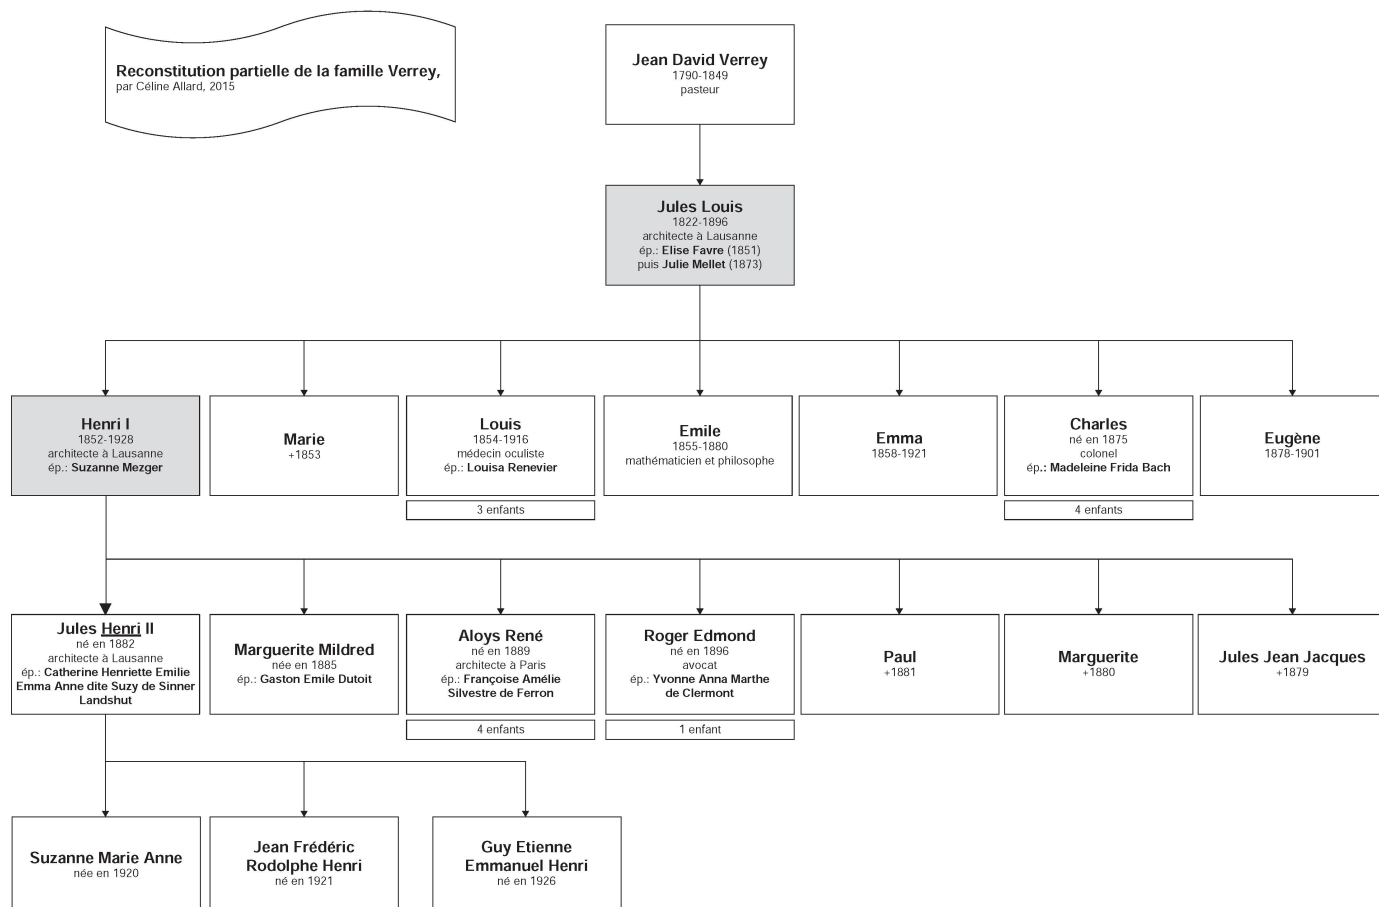 Reconstitution partielle de la famille Verrey,
par Céline Allard, 2015
Jean David Verrey
1790-1849
pasteur
Jules Louis
1822-1896
architecte à Lausanne
ép.: Elise Favre (1851)
puis Julie Mellet (1873)
Henri I
1852-1928
architecte à Lausanne
ép.: Suzanne Mezger
Marie
+1853
Louis
1854-1916
médecin oculiste
ép.: Louisa Renevier
3 enfants
Emile
1855-1880
mathématicien et philosophe
Emma
1858-1921
Charles
né en 1875
colonel
ép.: Madeleine Frida Bach
4 enfants
Eugène
1878-1901
Jules Henri II
né en 1882
architecte à Lausanne
ép.: Catherine Henriette Emilie
Emma Anne dite Suzy de Sinner
Landshut
Marguerite Mildred
née en 1885
ép.: Gaston Emile Dutoit
Aloys René
né en 1889
architecte à Paris
ép.: Françoise Amélie
Silvestre de Ferron
4 enfants
Roger Edmond
né en 1896
avocat
ép.: Yvonne Anna Marthe
de Clermont
1 enfant
Paul
+1881
Marguerite
+1880
Jules Jean Jacques
+1879
Suzanne Marie Anne
née en 1920
Jean Frédéric
Rodolphe Henri
né en 1921
Guy Etienne
Emmanuel Henri
né en 1926